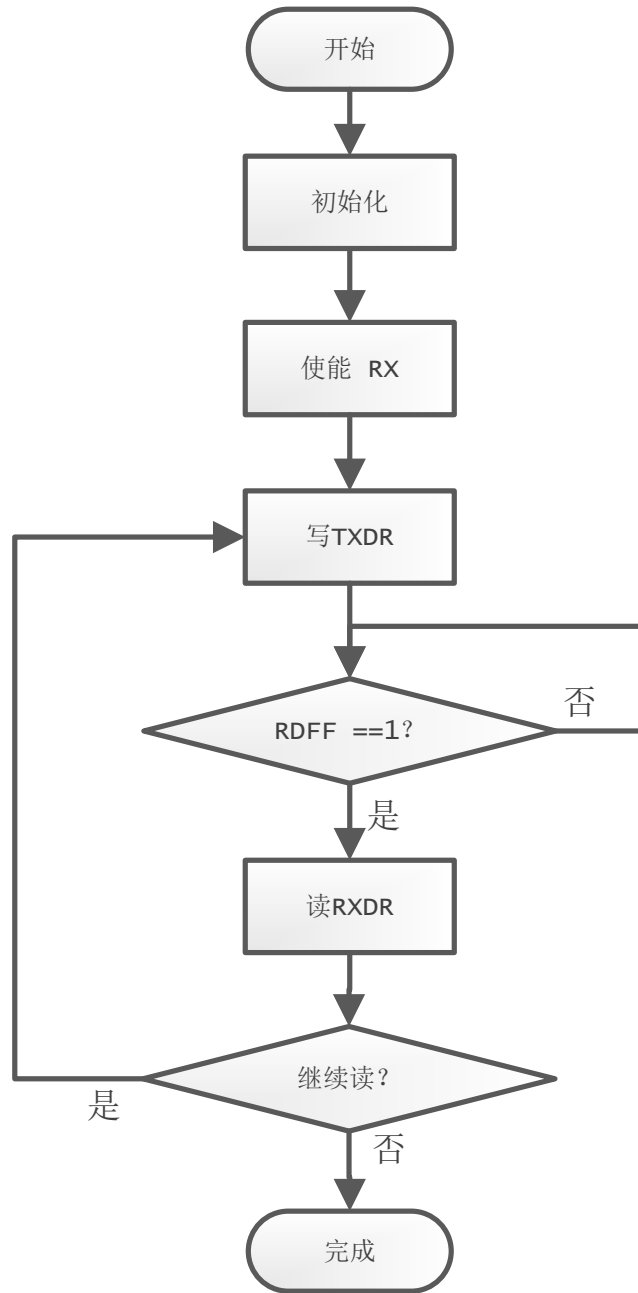 开始
初始化
使能 RX
写TXDR
RDFF ==1?
否
是
读RXDR
继续读?
是
否
完成